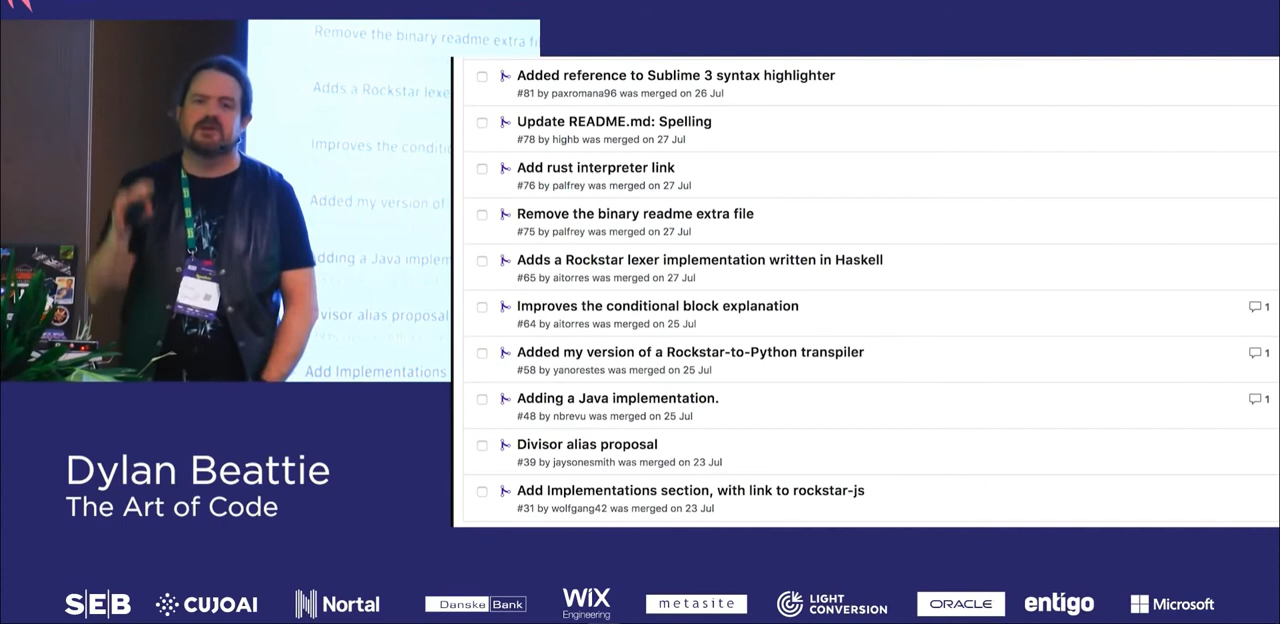 Remove the binary readme extra fi
Adds a Rockstar lexe
Improves the conditi
Added my version of
dding a Java implem
visor alias proposal
Add Implementations
Added reference to Sublime 3 syntax highlighter
#81 by paxromana96 was merged on 26 Jul
Update README.md: Spelling
#78 by highb was merged on 27 Jul
Add rust interpreter link
#76 by palfrey was merged on 27 Jul
Remove the binary readme extra file
#75 by palfrey was merged on 27 Jul
Adds a Rockstar lexer implementation written in Haskell
#65 by aitorres was merged on 27 Jul
Improves the conditional block explanation
1
#64 by aitorres was merged on 25 Jul
Added my version of a Rockstar-to-Python transpiler
1
#58 by yanorestes was merged on 25 Jul
Adding a Java implementation.
1
#48 by nbrevu was merged on 25 Jul
Divisor alias proposal
#39 by jaysonesmith was merged on 23 Jul
Add Implementations section, with link to rockstar-js
#31 by wolfgang42 was merged on 23 Jul
Dylan Beattie
The Art of Code
SEB
CUJOAI
Nortal
Danske Bank
WiX
Engineering
metasite
LIGHT
CONVERSION
ORACLE
entigo
Microsoft